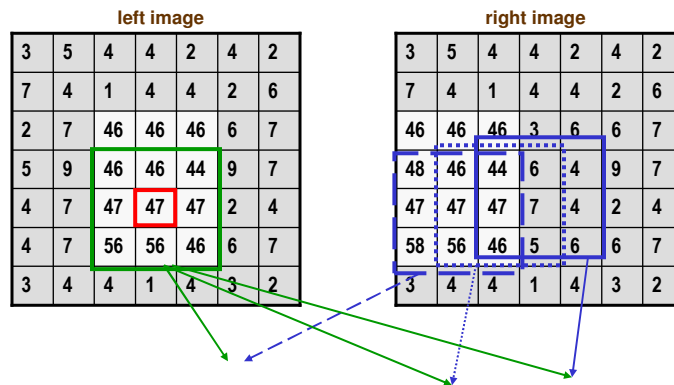 left image right image
3 5 4 4 2 4 2 3 5 4 4 2 4 2
7 4 1 4 4 2 6 7 4 1 4 4 2 6
2 7 46 46 46 6 7 46 46 46 3 6 6 7
5 9 46 46 44 9 7 48 46 44 6 4 9 7
4 7 47 47 47 2 4 47 47 47 7 4 2 4
4 7 56 56 46 6 7 58 56 46 5 6 6 7
3 4 4 1 4 3 2 3 4 4 1 4 3 2